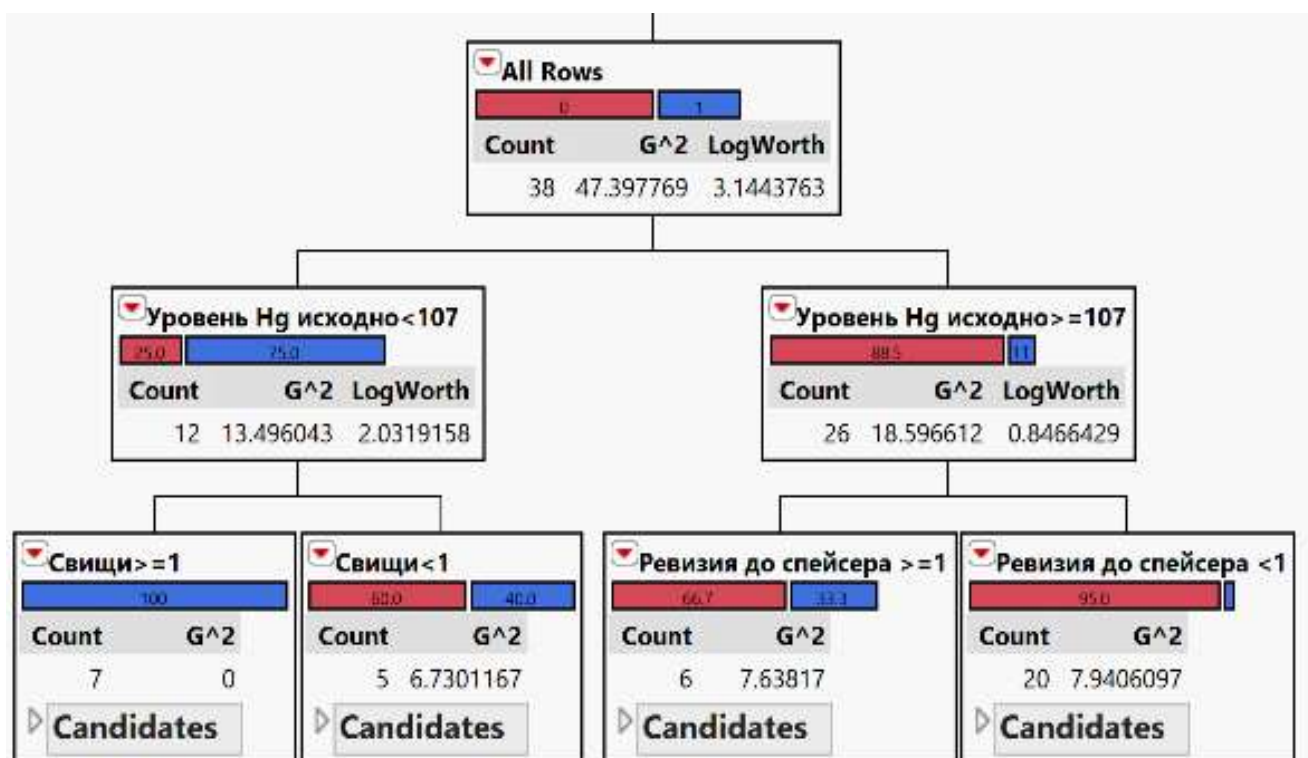 All Rows
0 1
Count G^2 LogWorth
38 47.397769 3.1443763
Уровень Hg исходно<107
25.0 75.0
Count G^2 LogWorth
12 13.496043 2.0319158
Уровень Hg исходно>=107
88.5 11
Count G^2 LogWorth
26 18.596612 0.8466429
Свищи>=1
100
Count G^2
7 0
Candidates
Свищи<1
60.0 40.0
Count G^2
5 6.7301167
Candidates
Ревизия до спейсера >=1
66.7 33.3
Count G^2
6 7.63817
Candidates
Ревизия до спейсера <1
95.0
Count G^2
20 7.9406097
Candidates